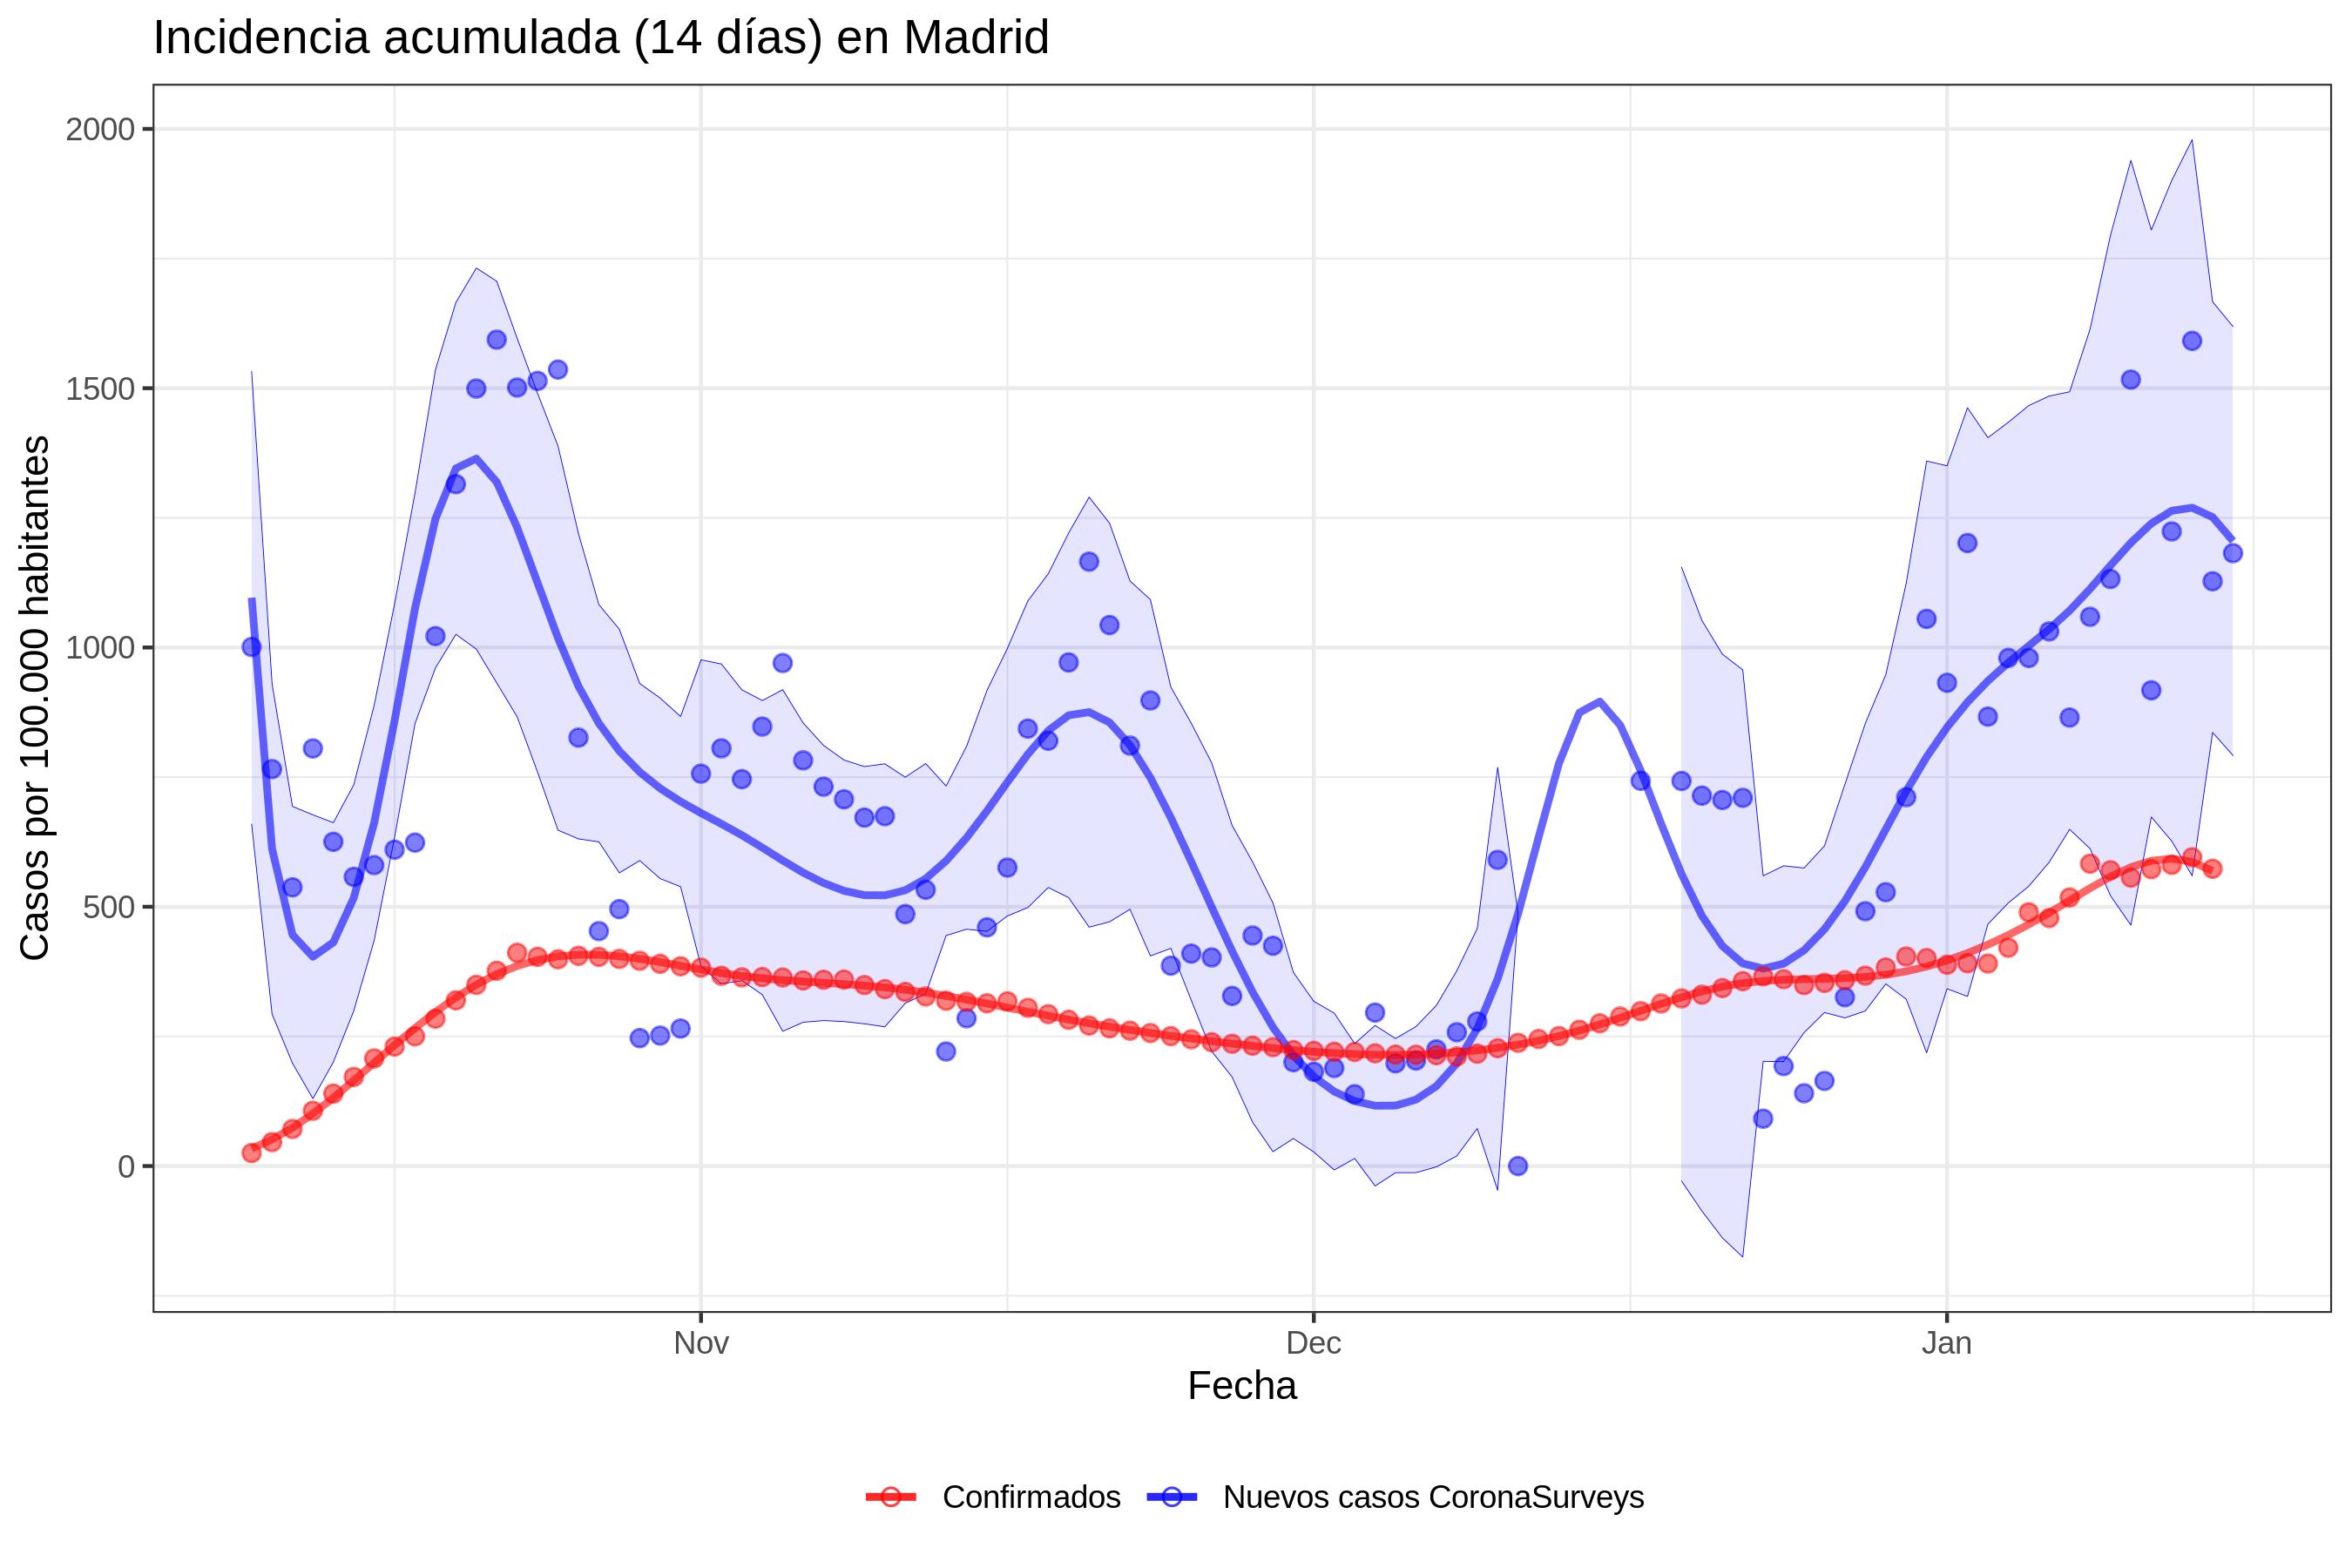 Incidencia acumulada (14 días) en Madrid
Casos por 100.000 habitantes
2000
1500
1000
500
0
Nov
Dec
Jan
Fecha
Confirmados
Nuevos casos CoronaSurveys